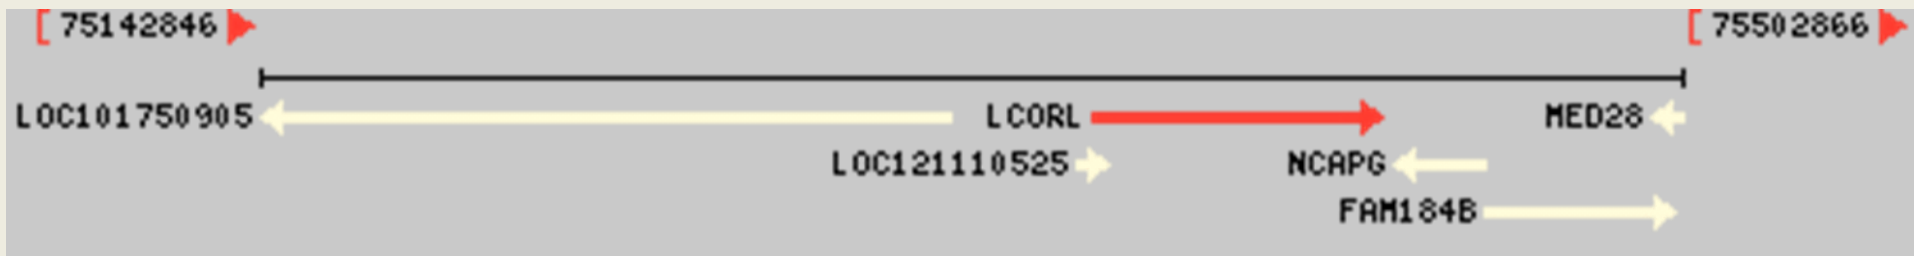 [ 75142846 [ 75502866
LOC101750905 LCORL MED28
LOC121110525 NCAPG
FAM184B